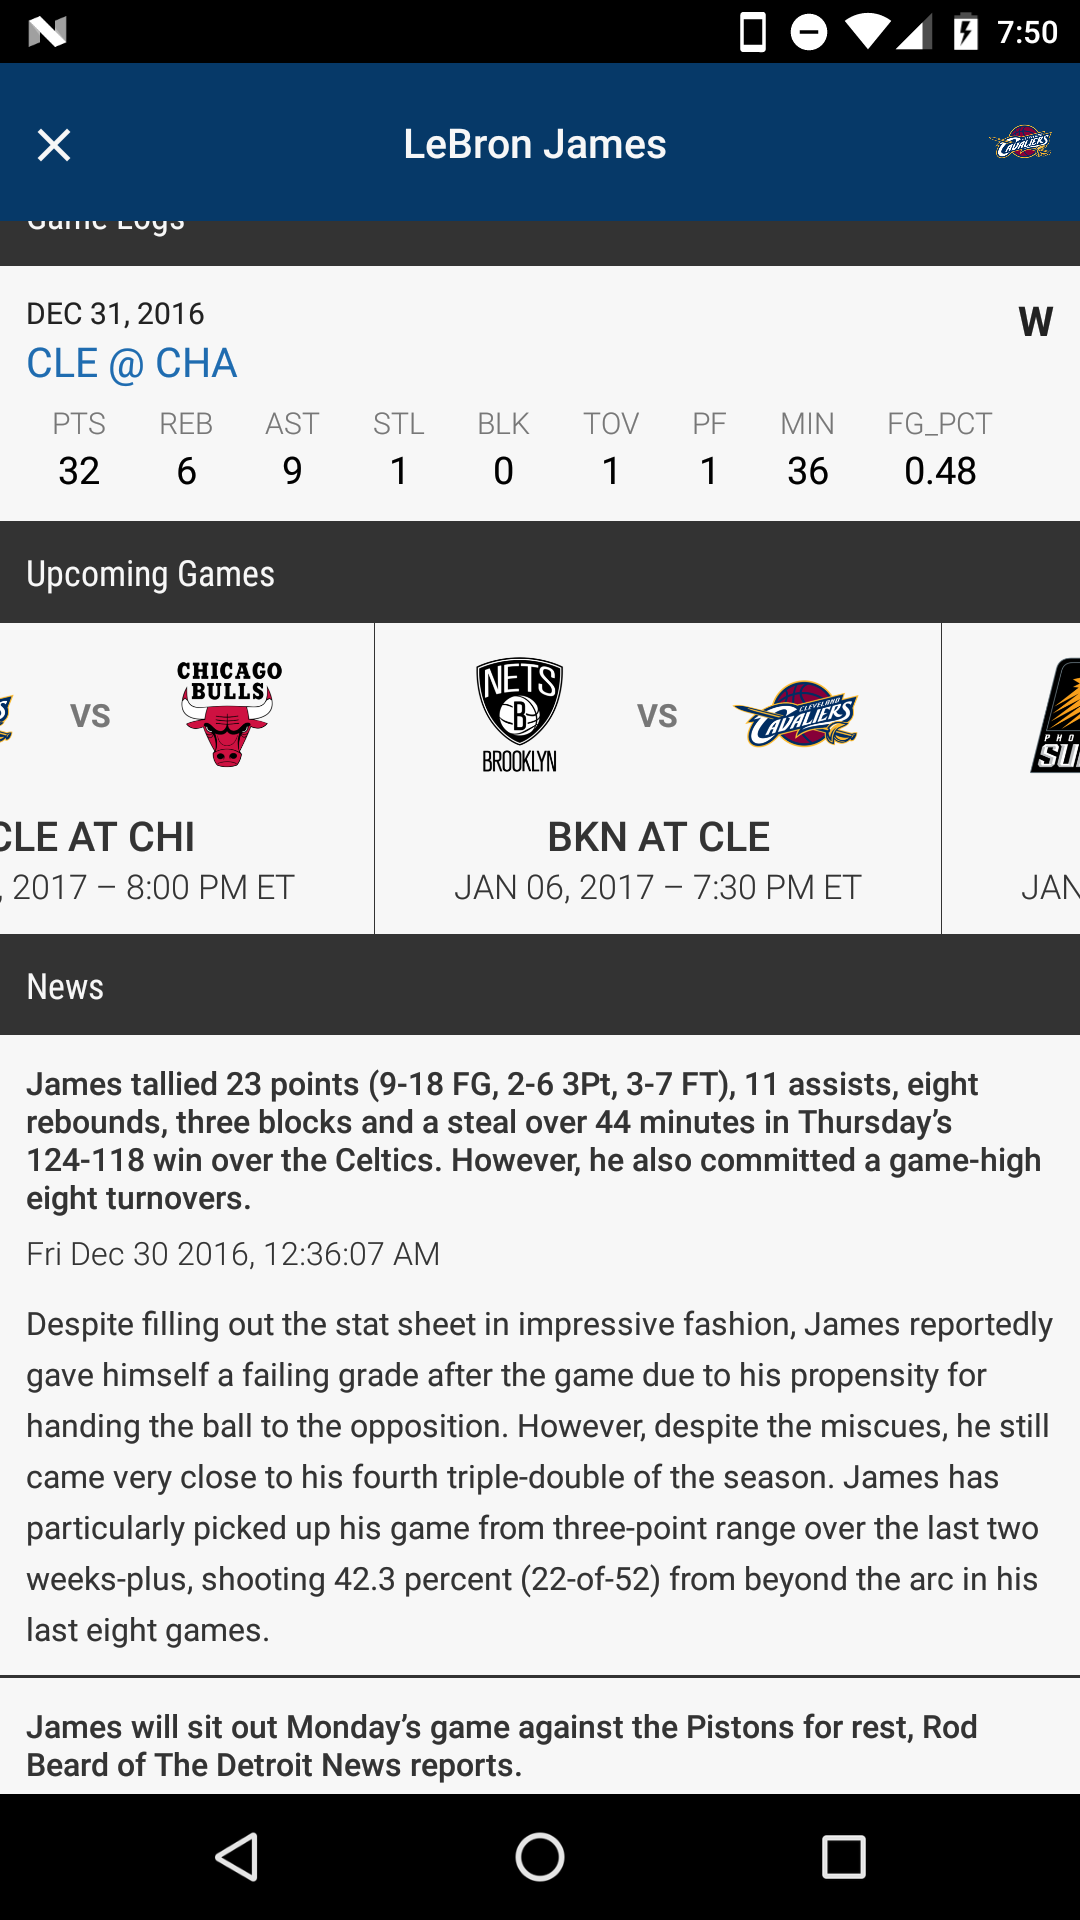 7:50
LeBron James
CAVALIERS
Game Logs
DEC 31, 2016
W
CLE @ CHA
PTS REB AST STL BLK TOV PF MIN FG_PCT
32 6 9 1 0 1 1 36 0.48
Upcoming Games
VS
CHICAGO
BULLS
CLE AT CHI
, 2017 – 8:00 PM ET
NETS
B
BROOKLYN
VS
CLEVELAND
CAVALIERS
BKN AT CLE
JAN 06, 2017 – 7:30 PM ET
PHO
SU
JAN
News
James tallied 23 points (9-18 FG, 2-6 3Pt, 3-7 FT), 11 assists, eight
rebounds, three blocks and a steal over 44 minutes in Thursday’s
124-118 win over the Celtics. However, he also committed a game-high
eight turnovers.
Fri Dec 30 2016, 12:36:07 AM
Despite filling out the stat sheet in impressive fashion, James reportedly
gave himself a failing grade after the game due to his propensity for
handing the ball to the opposition. However, despite the miscues, he still
came very close to his fourth triple-double of the season. James has
particularly picked up his game from three-point range over the last two
weeks-plus, shooting 42.3 percent (22-of-52) from beyond the arc in his
last eight games.
James will sit out Monday’s game against the Pistons for rest, Rod
Beard of The Detroit News reports.